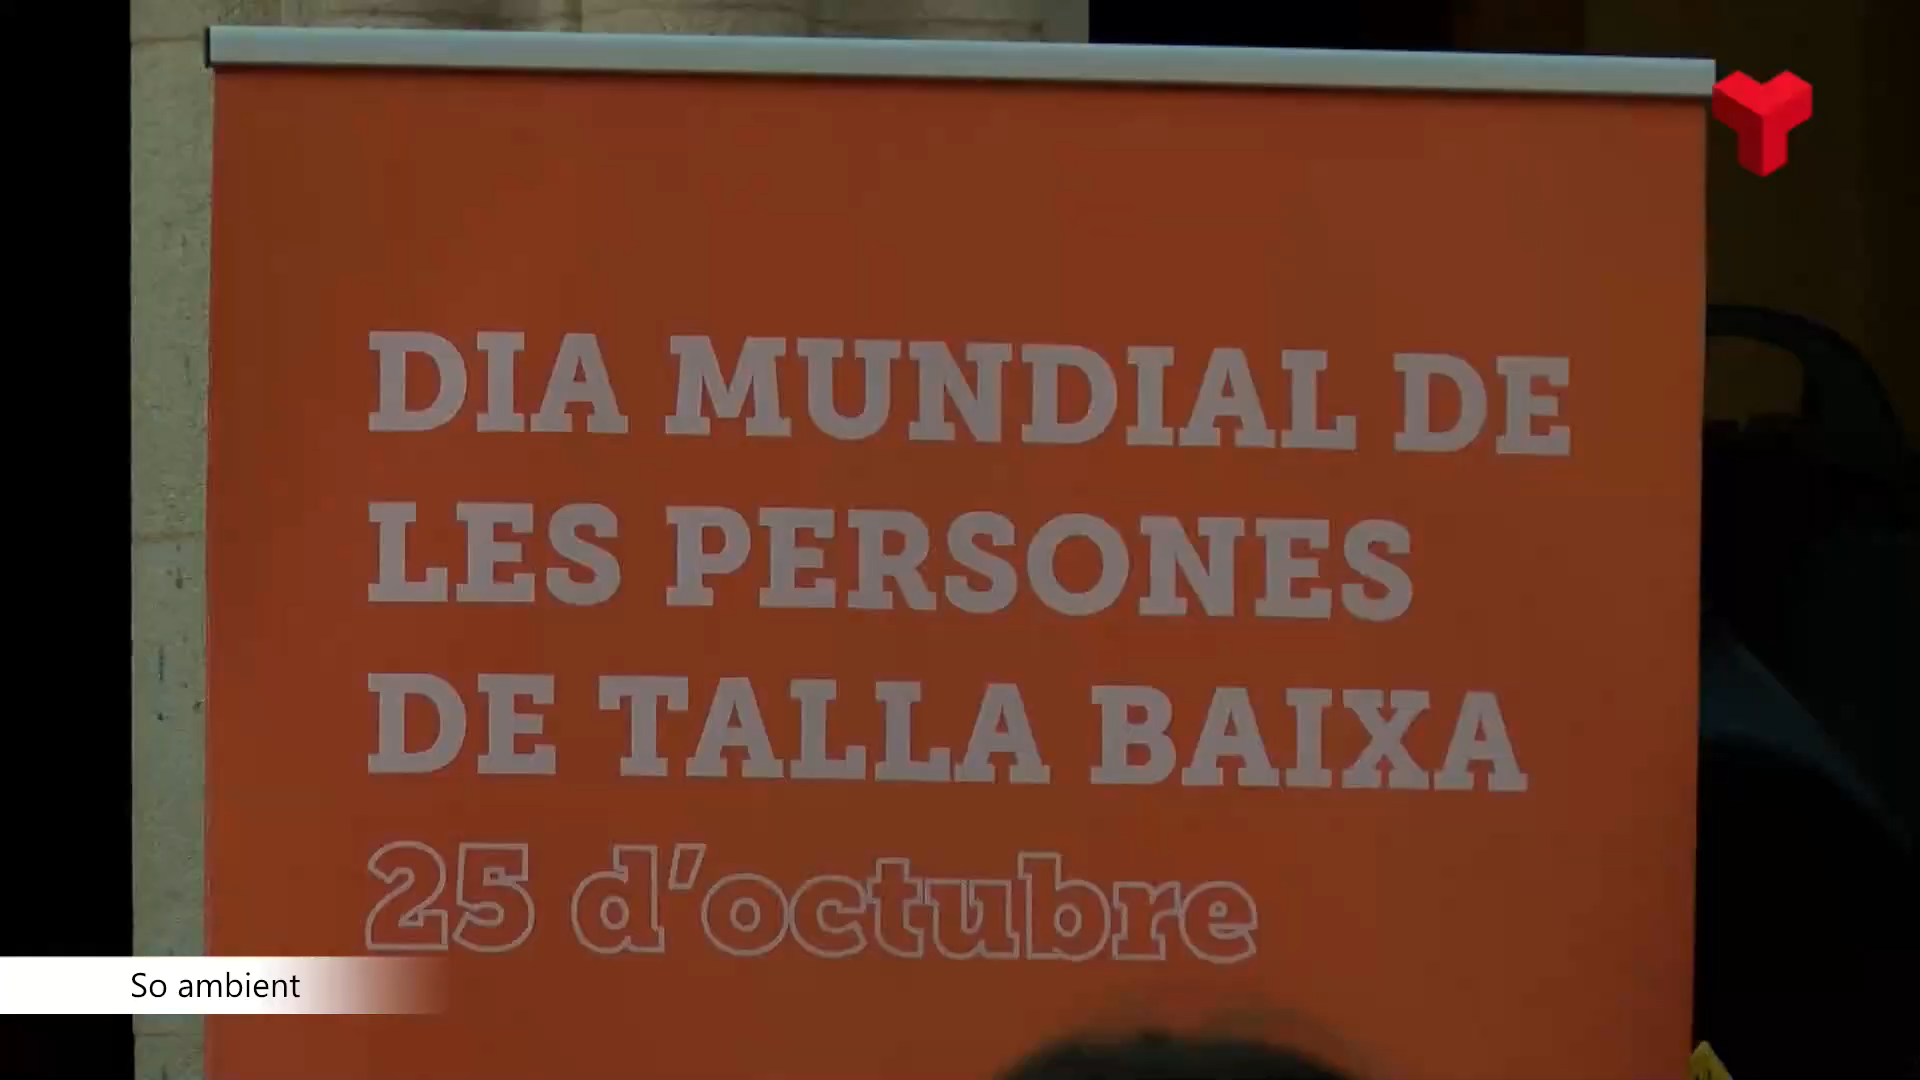 DIA MUNDIAL DE
LES PERSONES
DE TALLA BAIXA
25 d'octubre
So ambient